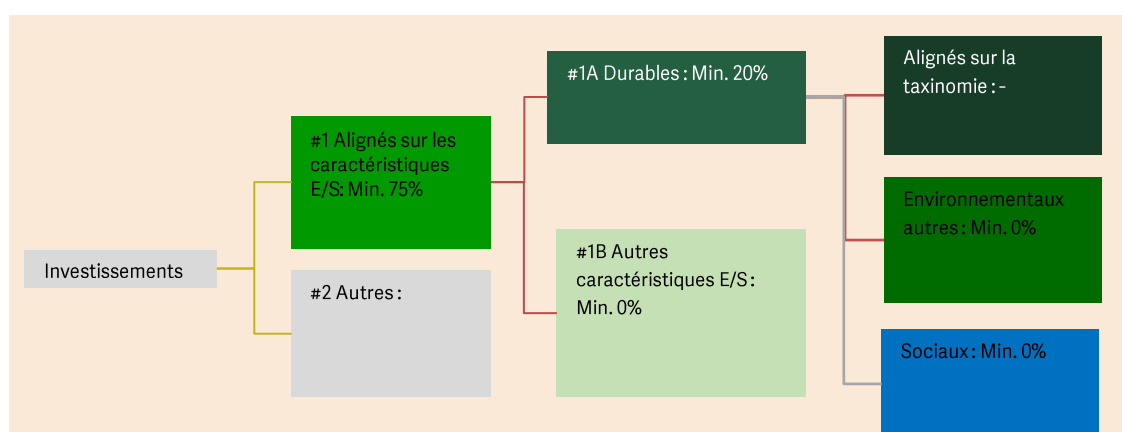 Investissements
#1 Alignés sur les
caractéristiques
E/S: Min. 75%
#2 Autres :
#1A Durables : Min. 20%
#1B Autres
caractéristiques E/S :
Min. 0%
Alignés sur la
taxinomie : -
Environnementaux
autres : Min. 0%
Sociaux : Min. 0%